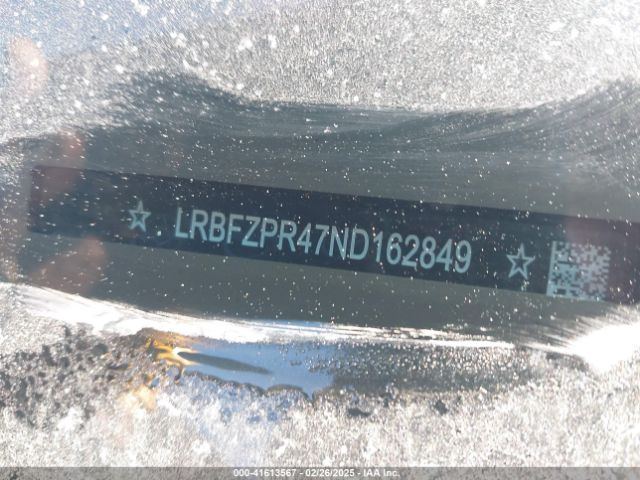 ☆ LRBFZPR47ND162849 ☆
000-41613567 - 02/26/2025 - IAA Inc.